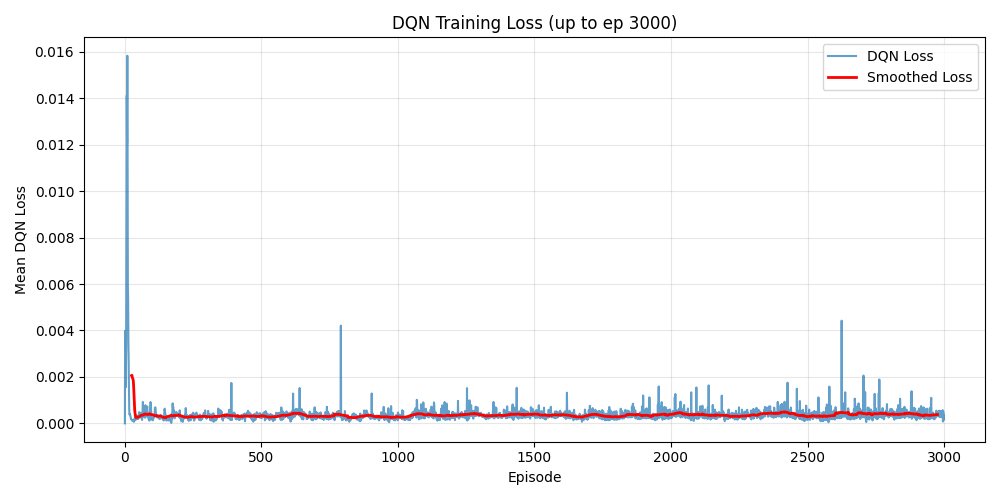 DQN Training Loss (up to ep 3000)
DQN Loss
Smoothed Loss
Mean DQN Loss
0.016
0.014
0.012
0.010
0.008
0.006
0.004
0.002
0.000
0 500 1000 1500 2000 2500 3000
Episode